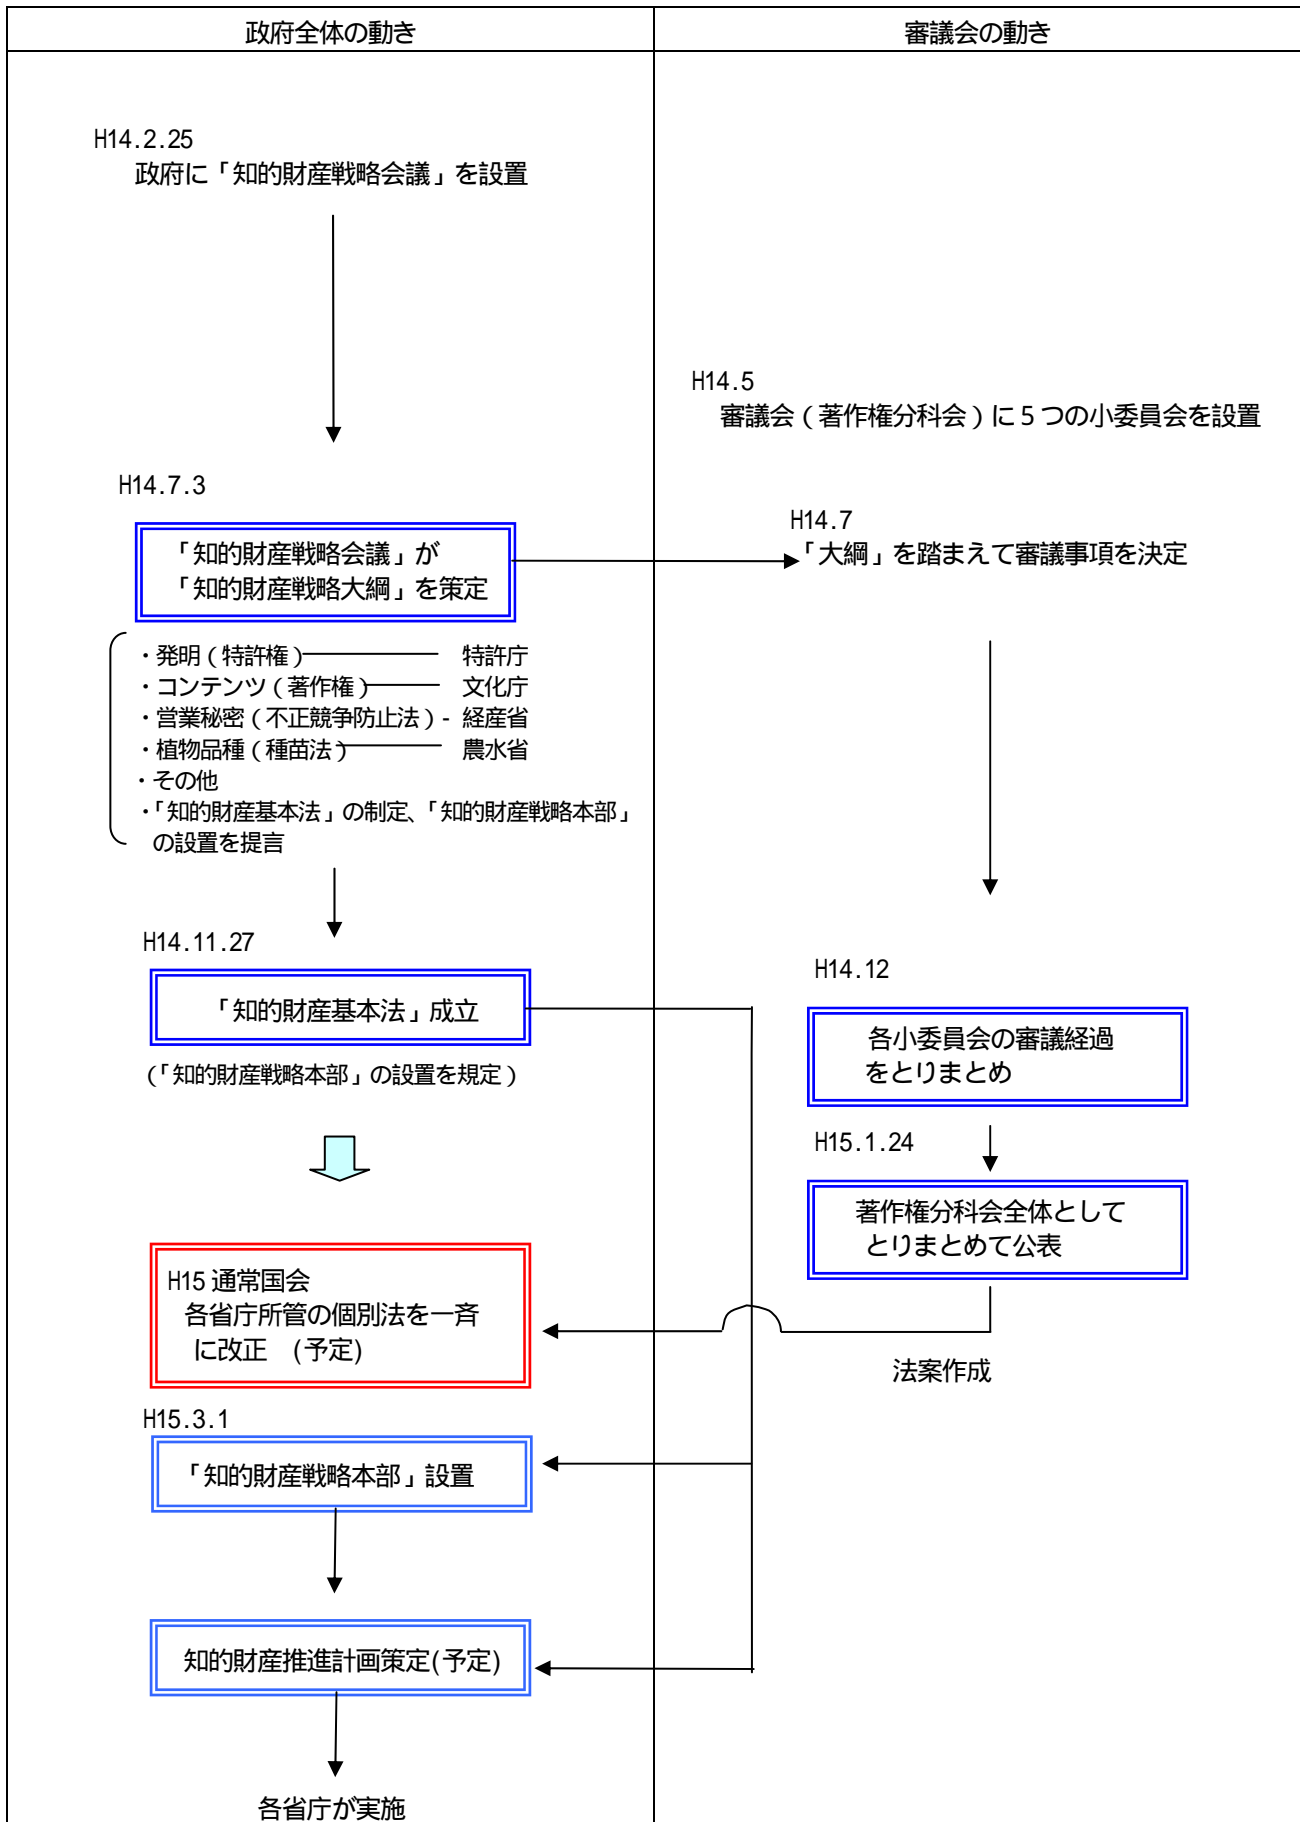 政府全体の動き
審議会の動き
H14.2.25
政府に「知的財産戦略会議」を設置
H14.5
審議会（著作権分科会）に５つの小委員会を設置
H14.7.3
「知的財産戦略会議」が
「知的財産戦略大綱」を策定
H14.7
「大綱」を踏まえて審議事項を決定
・発明（特許権） 特許庁
・コンテンツ（著作権） 文化庁
・営業秘密（不正競争防止法）- 経産省
・植物品種（種苗法） 農水省
・その他
・「知的財産基本法」の制定、「知的財産戦略本部」
の設置を提言
H14.11.27
「知的財産基本法」成立
（「知的財産戦略本部」の設置を規定）
H14.12
各小委員会の審議経過
をとりまとめ
H15.1.24
著作権分科会全体として
とりまとめて公表
H15 通常国会
各省庁所管の個別法を一斉
に改正　(予定)
法案作成
H15.3.1
「知的財産戦略本部」設置
知的財産推進計画策定(予定)
各省庁が実施